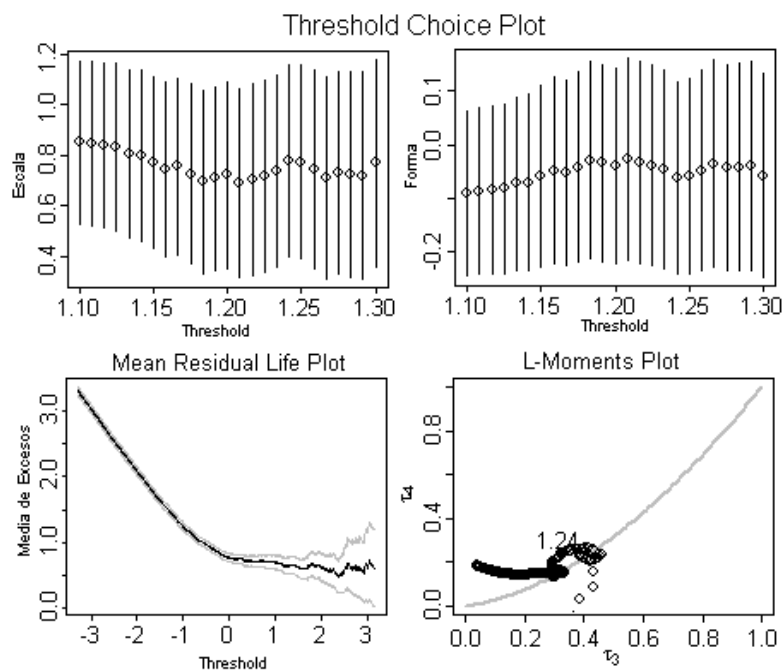 Threshold Choice Plot
Escala
1.2
1.0
0.8
0.6
0.4
1.10 1.15 1.20 1.25 1.30
Threshold
Forma
0.1
-0.0
-0.2
1.10 1.15 1.20 1.25 1.30
Threshold
Mean Residual Life Plot
Media de Excesos
3.0
2.0
1.0
0.0
-3 -2 -1 0 1 2 3
Threshold
L-Moments Plot
τ4
0.8
0.4
0.0
1.24
0.0 0.2 0.4 0.6 0.8 1.0
τ3